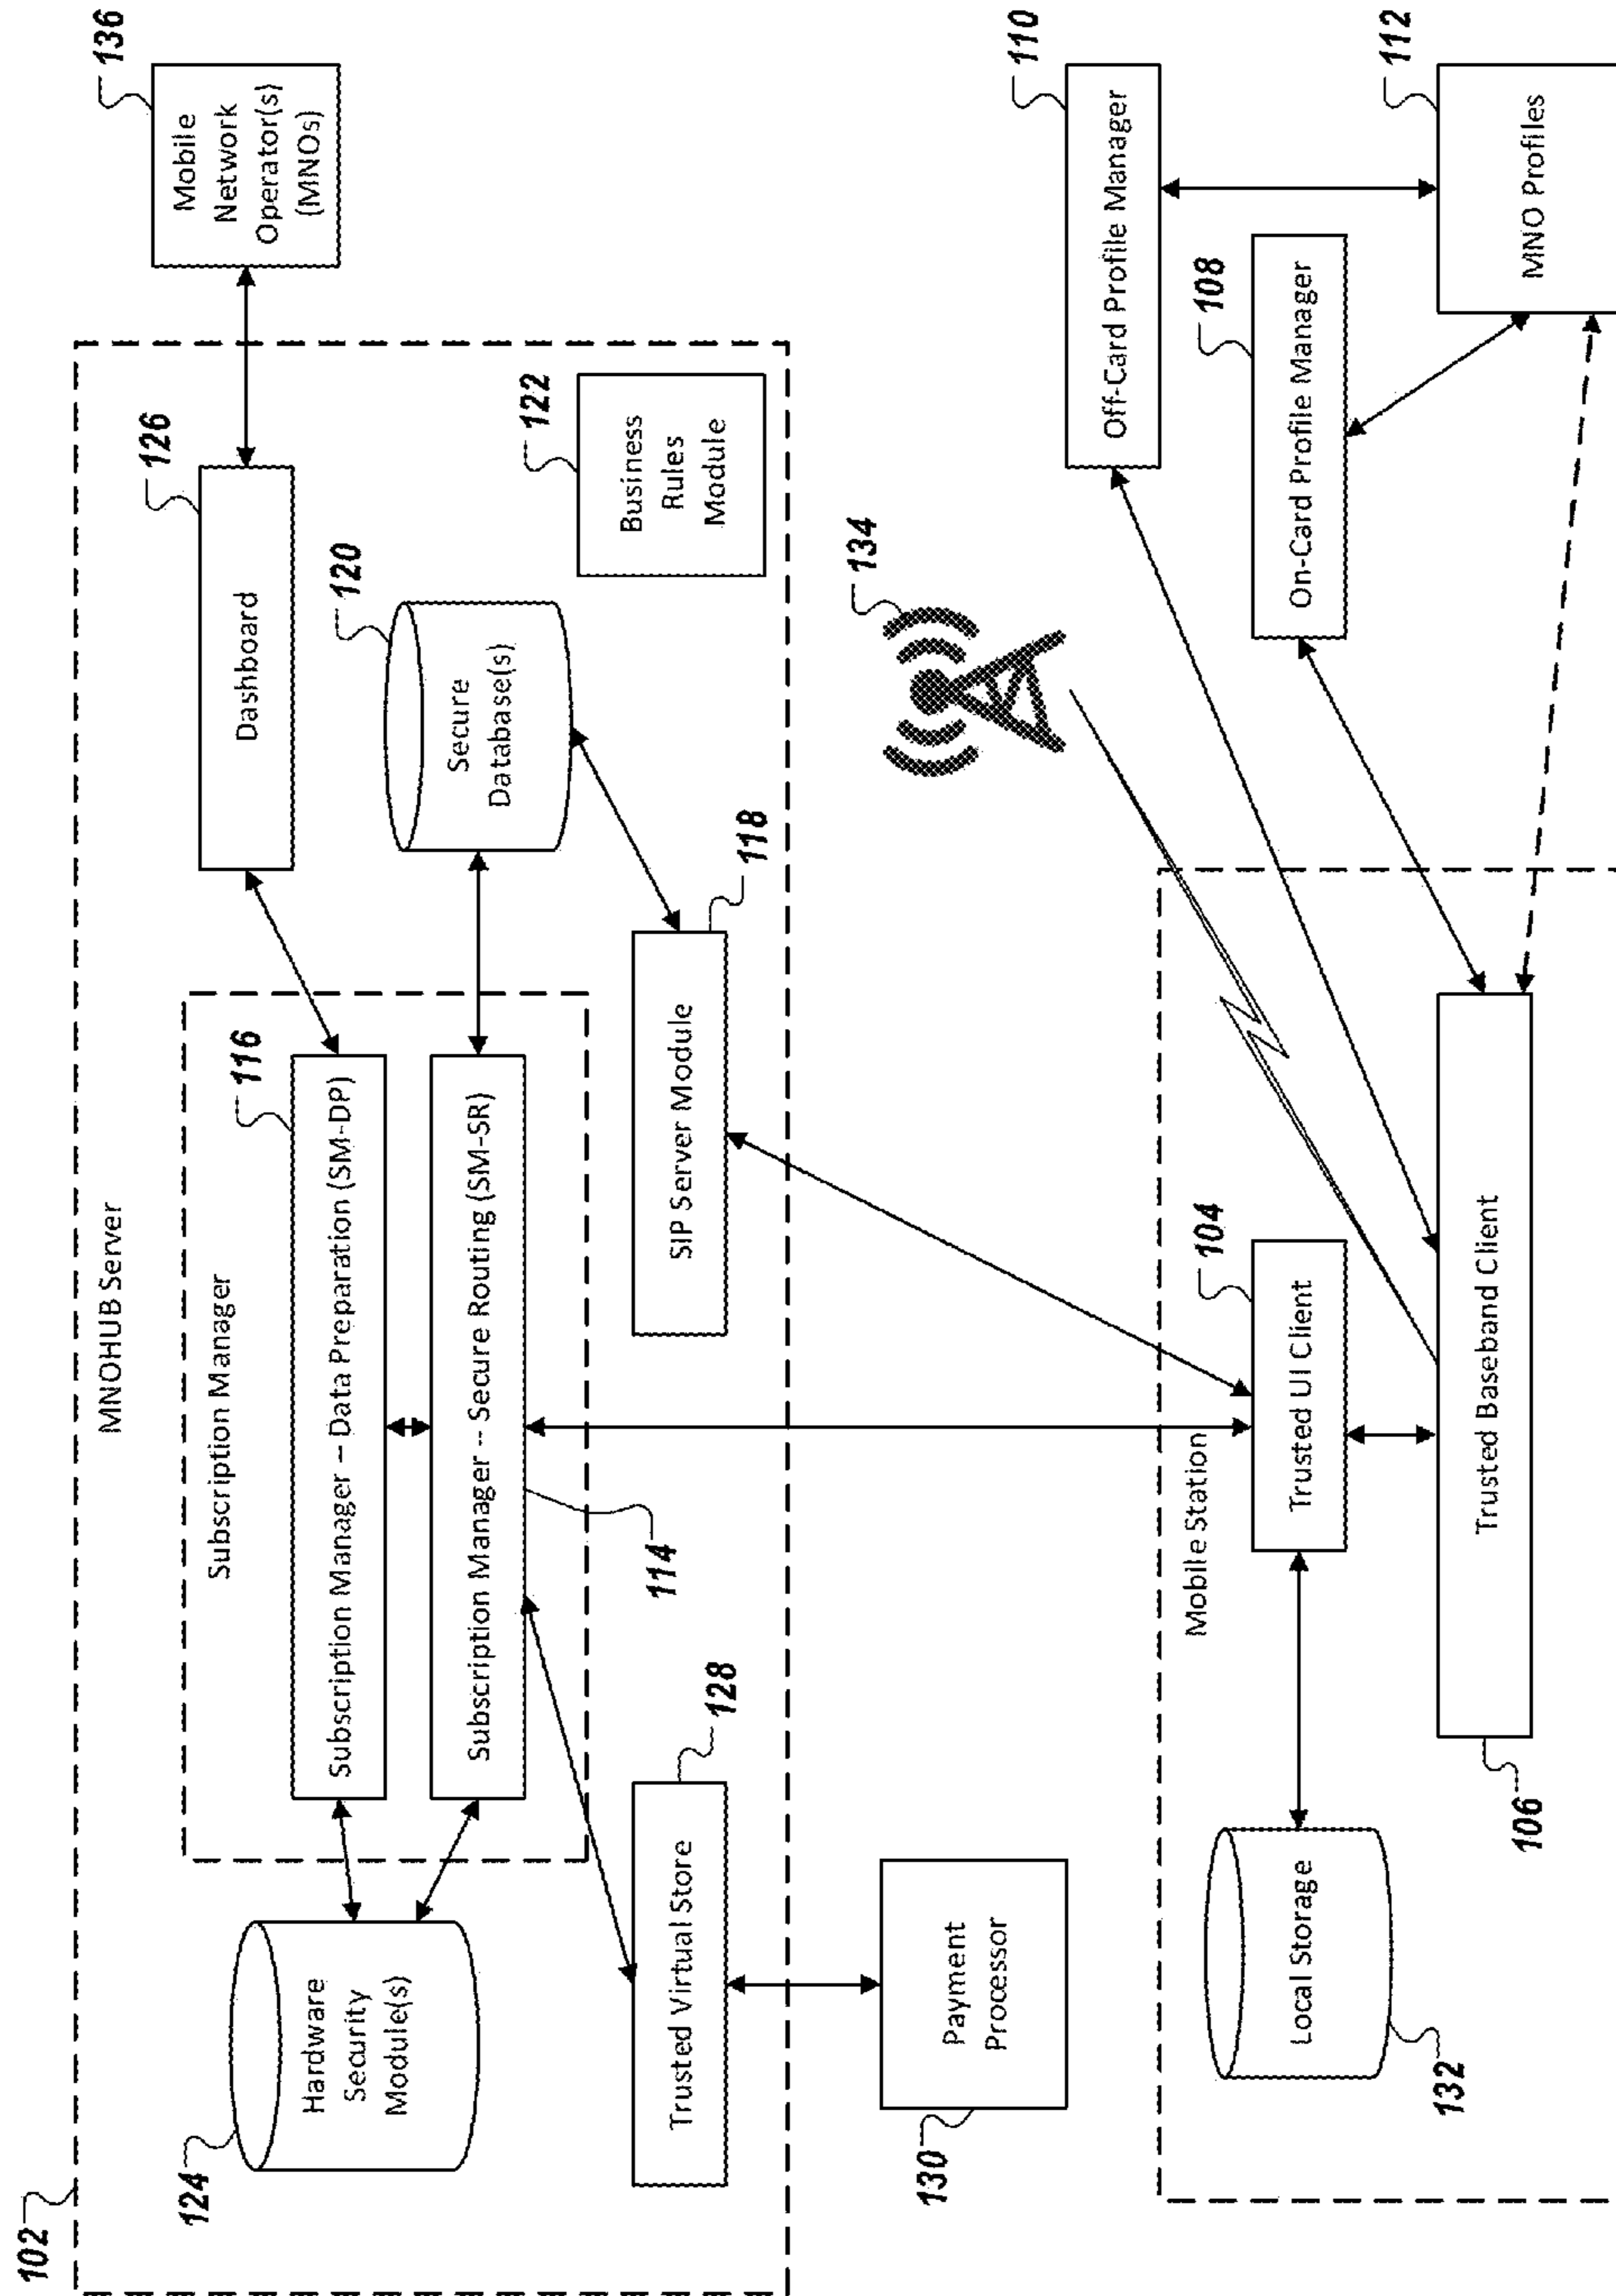 102
MNOHUB Server
136
Mobile
Network
Operator(s)
(MNOs)
126
Dashboard
Subscription Manager
116
Subscription Manager – Data Preparation (SM-DP)
Subscription Manager -- Secure Routing (SM-SR)
114
124
Hardware
Security
Module(s)
120
Secure
Database(s)
122
Business
Rules
Module
118
SIP Server Module
128
Trusted Virtual Store
130
Payment
Processor
134
Mobile Station
104
Trusted UI Client
Local Storage
132
Trusted Baseband Client
106
110
Off-Card Profile Manager
108
On-Card Profile Manager
112
MNO Profiles